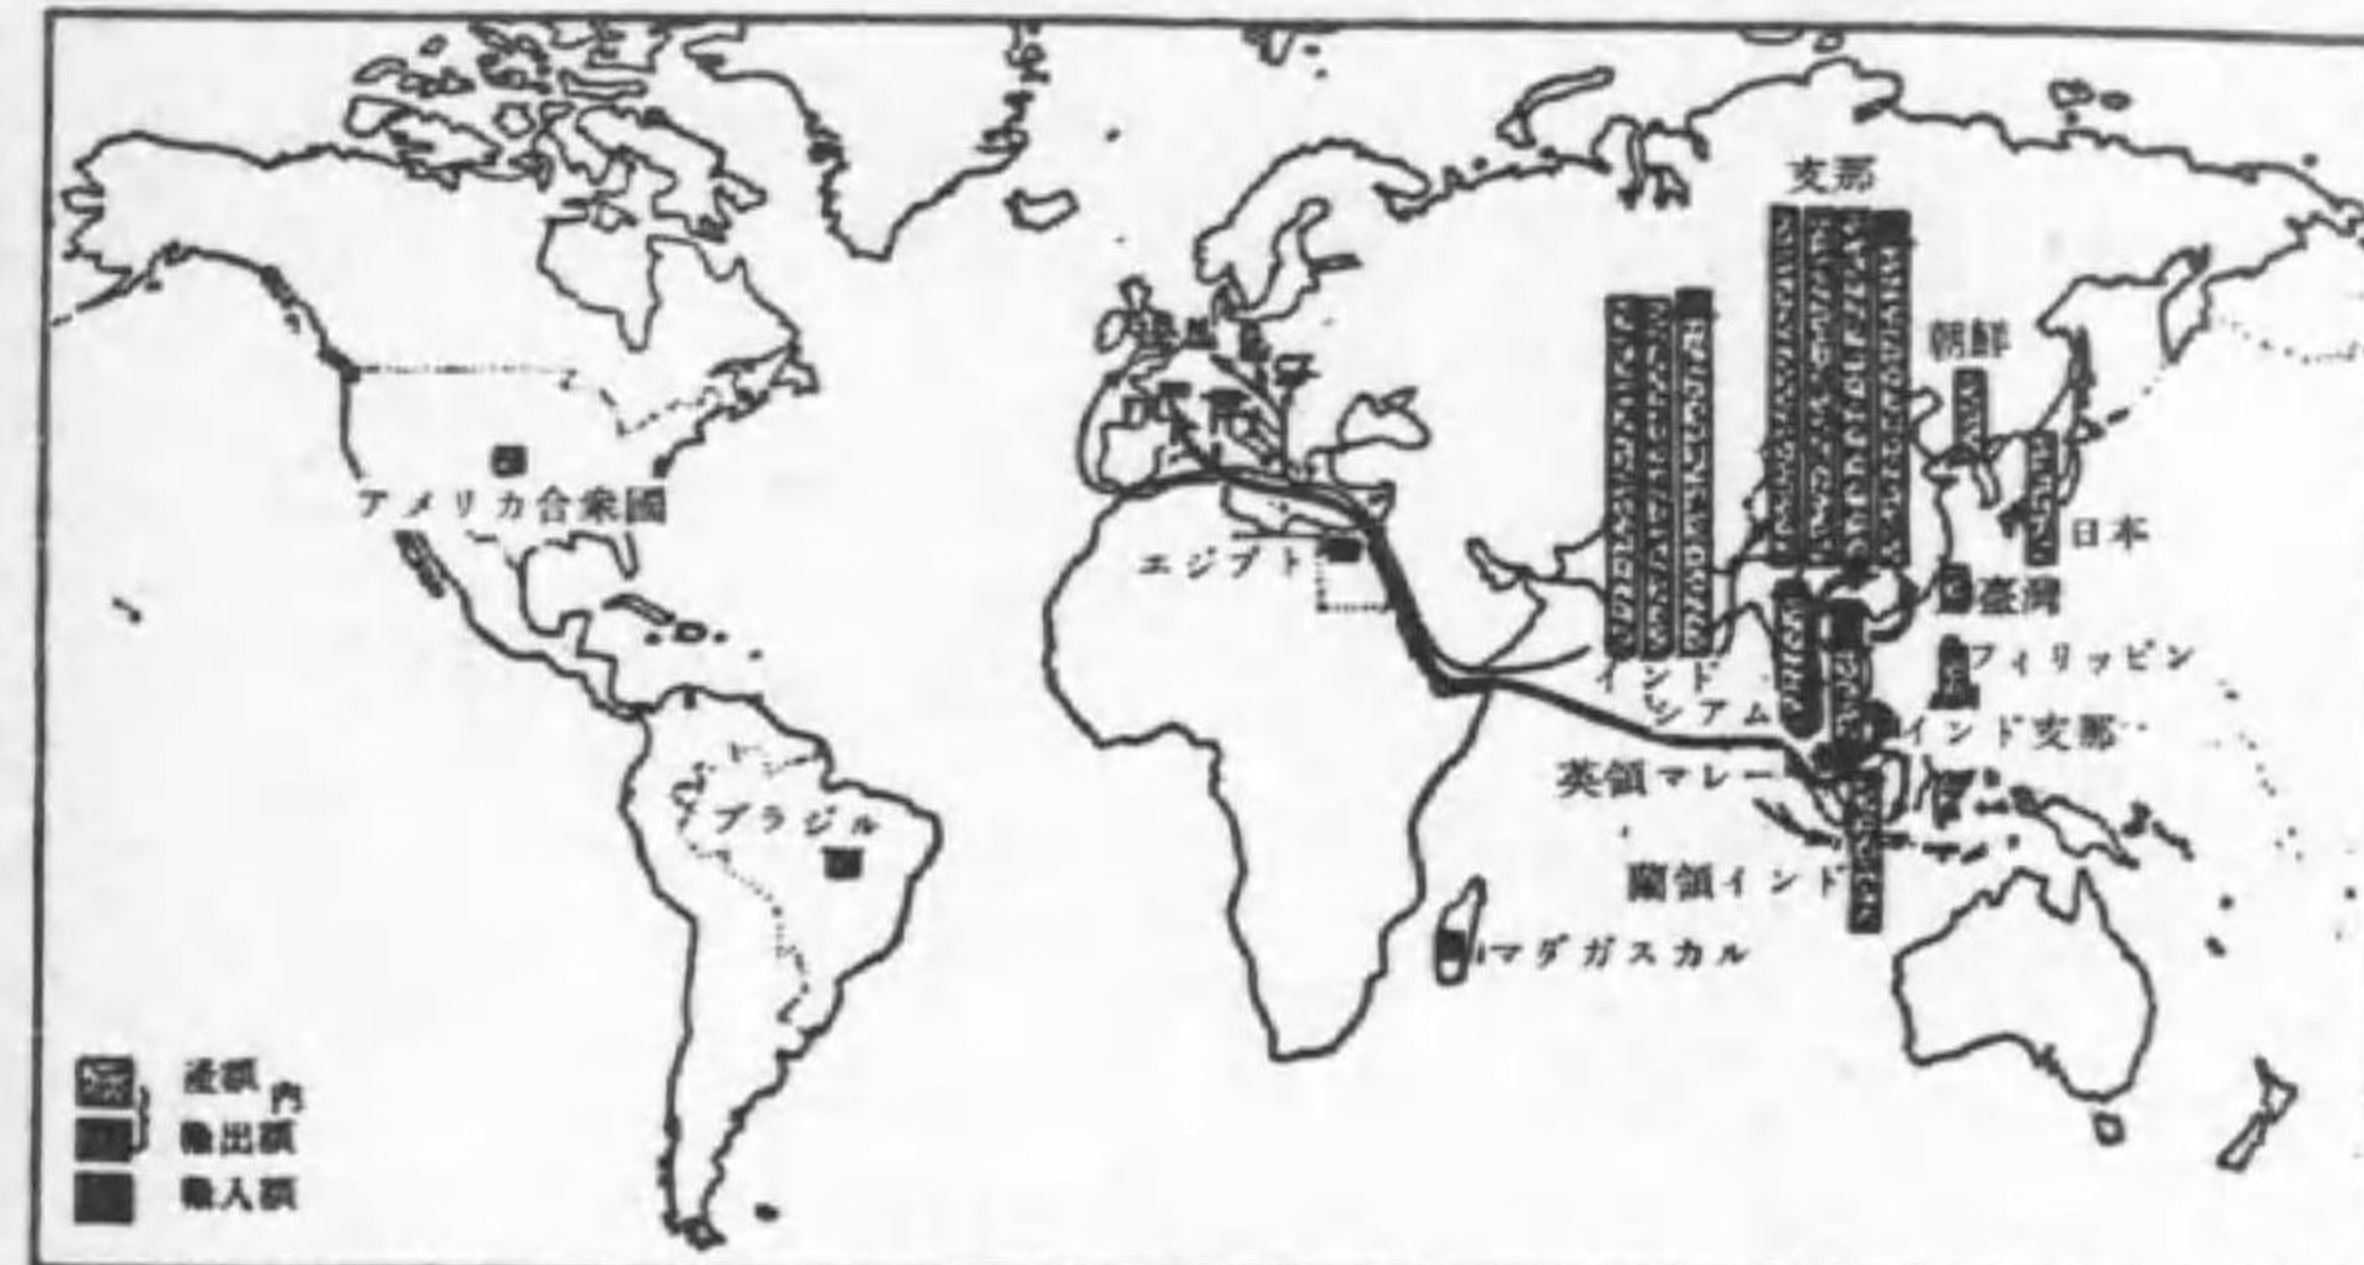 支那
朝鮮
アメリカ合衆國
日本
エジプト
臺灣
フィリッピン
インド
シアム
インド支那
英領マレー
ブラジル
蘭領インド
マダガスカル
産額
内
輸出額
輸入額